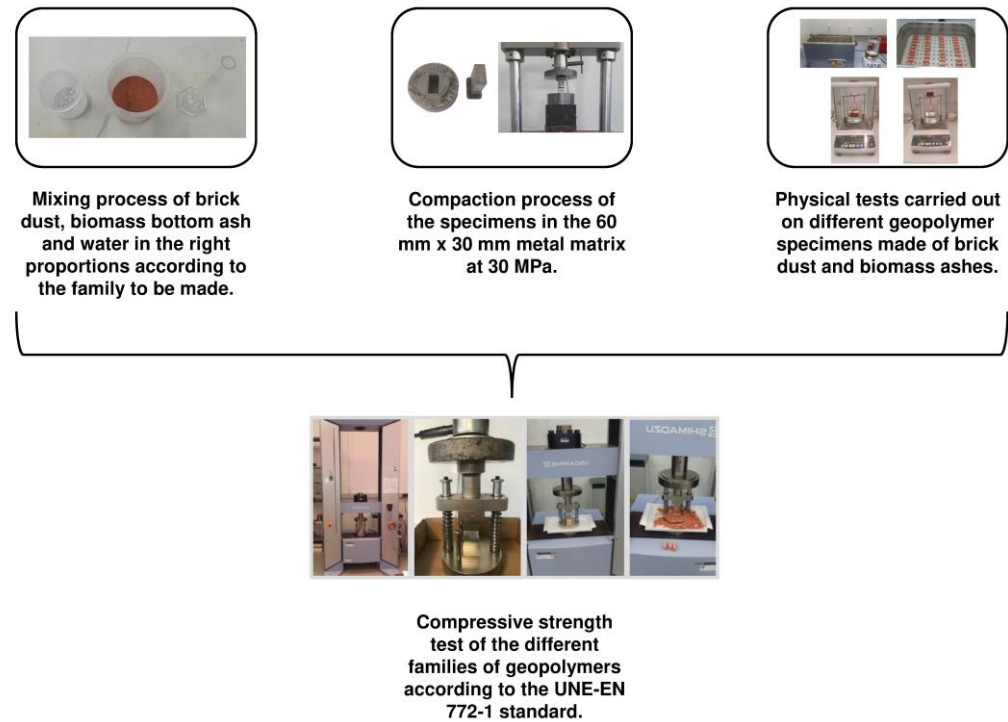 Mixing process of brick
dust, biomass bottom ash
and water in the right
proportions according to
the family to be made.
Compaction process of
the specimens in the 60
mm x 30 mm metal matrix
at 30 MPa.
Physical tests carried out
on different geopolymer
specimens made of brick
dust and biomass ashes.
SHIMADZU
SHIMADZU
Compressive strength
test of the different
families of geopolymers
according to the UNE-EN
772-1 standard.